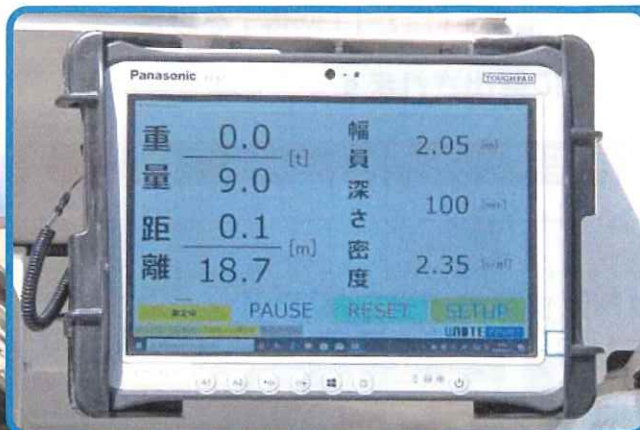 Panasonic
TOUGHPAD
重量 0.0 [t]
9.0
距離 0.1 [m]
18.7
幅員 2.05 [m]
深さ 100
密度 2.35
PAUSE RESET SETUP